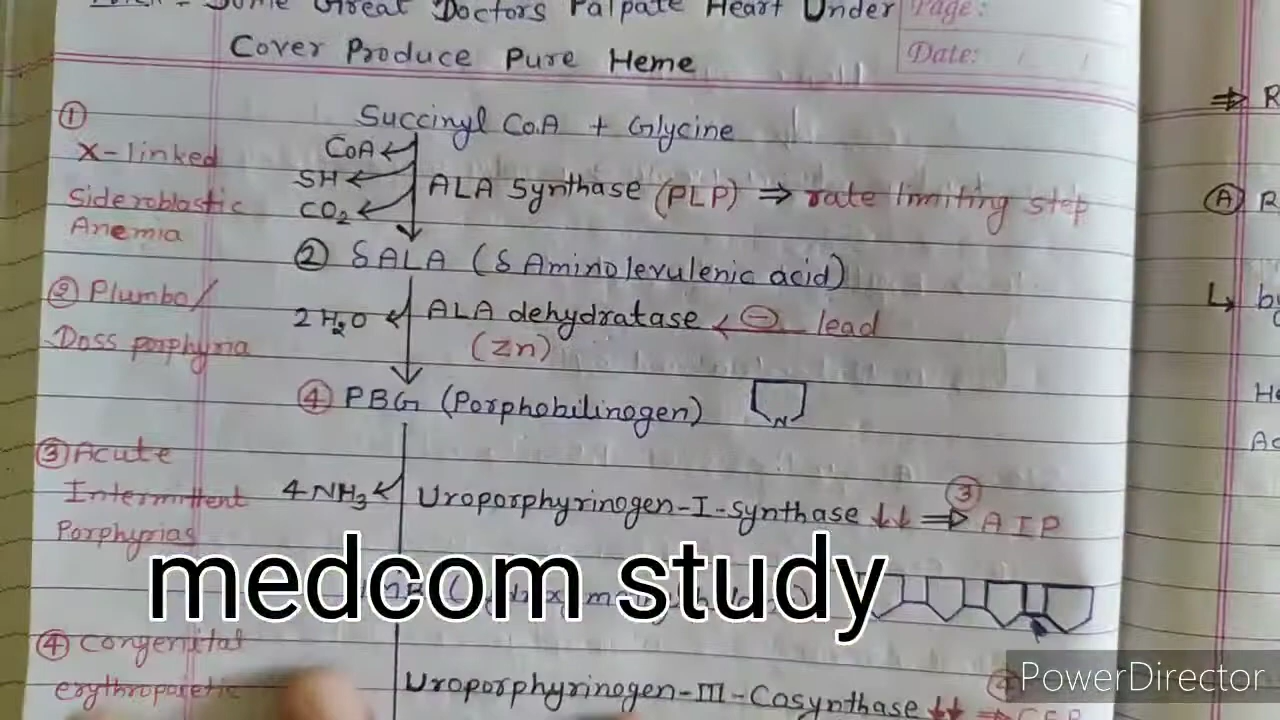 Some Great Doctors Palpate Heart Under
Cover Produce Pure Heme
Page:
Date:
①
X-linked
Sideroblastic
Anemia
Succinyl CoA + Glycine
CoA
SH
CO₂
ALA Synthase (PLP) ⇒ rate limiting step
② δALA (δ Aminolevulenic acid)
② Plumbo/
Doss porphyria
2H₂O
ALA dehydratase ← ⊖ lead
(Zn)
④ PBG (Porphobilinogen)
N
③ Acute
Intermittent
Porphyrias
4NH₃
Uroporphyrinogen-I-synthase ↓↓ ⇒ ③ AIP
medcom study
④ Congenital
erythropoietic
Uroporphyrinogen-III-Cosynthase ↓↓ ⇒
PowerDirector
⇒ R
Ⓐ R
↳ by